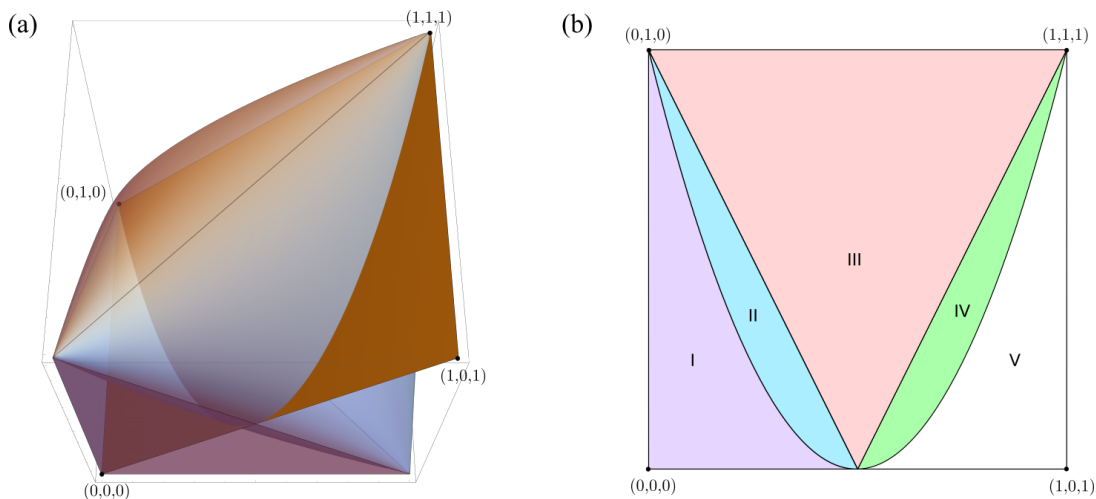 (a)
(1,1,1)
(0,1,0)
(1,0,1)
(0,0,0)
(b)
(0,1,0)
(1,1,1)
III
II
IV
I
V
(0,0,0)
(1,0,1)